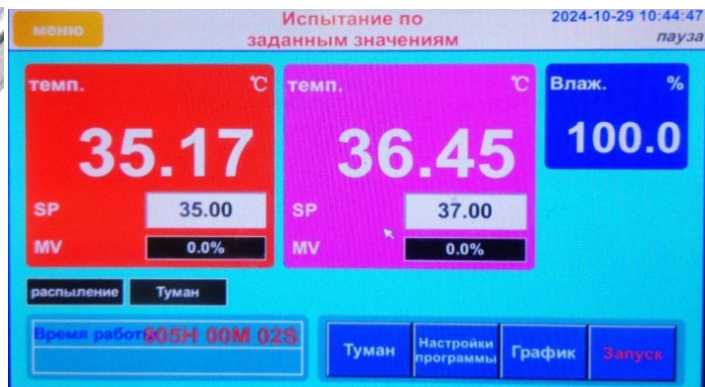 меню
Испытание по
заданным значениям
2024-10-29 10:44:47
пауза
темп. ℃
35.17
SP 35.00
MV 0.0%
темп. ℃
36.45
SP 37.00
MV 0.0%
Влаж. %
100.0
распыление Туман
Время работы 805H 00M 02S
Туман
Настройки
программы
График
Запуск